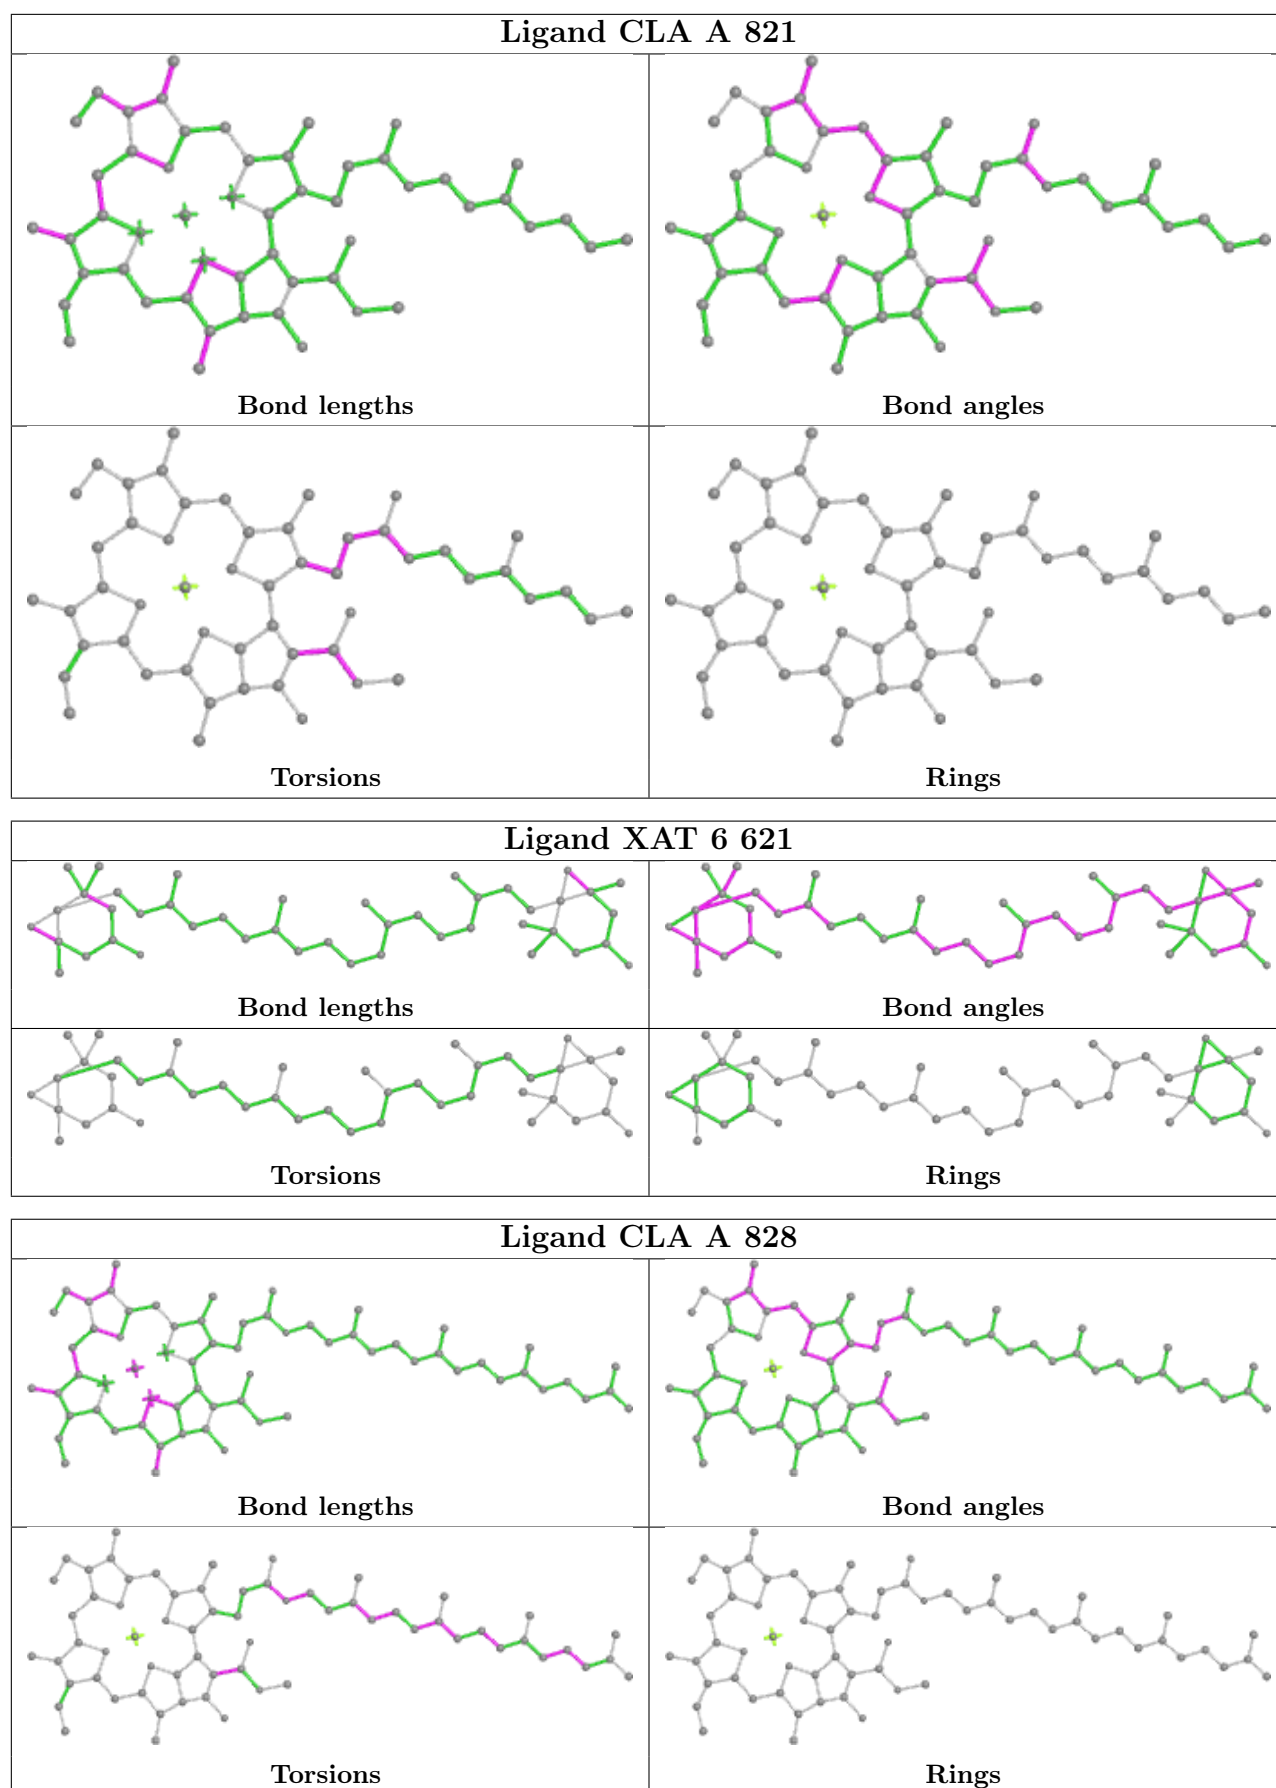 Ligand CLA A 821
Bond lengths
Bond angles
Torsions
Rings
Ligand XAT 6 621
Bond lengths
Bond angles
Torsions
Rings
Ligand CLA A 828
Bond lengths
Bond angles
Torsions
Rings